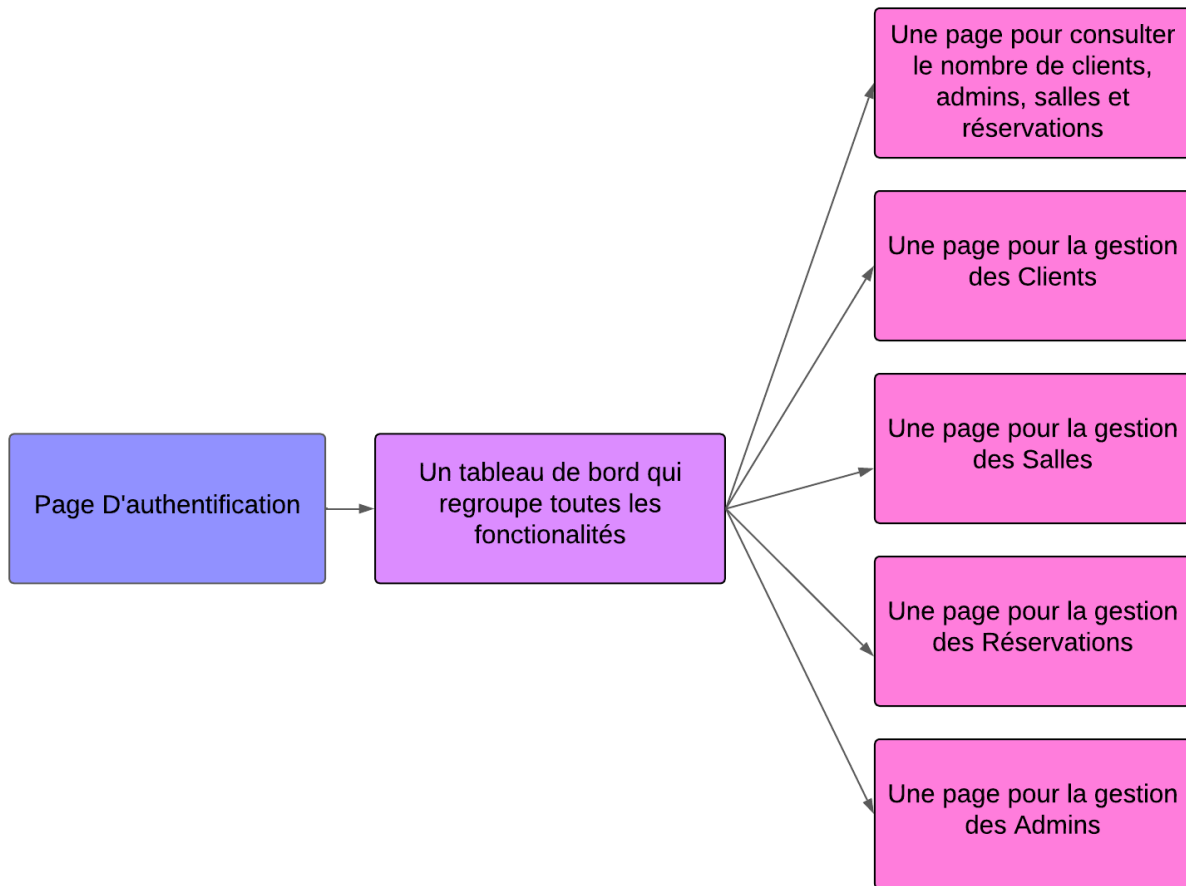 Une page pour consulter
le nombre de clients,
admins, salles et
réservations
Une page pour la gestion
des Clients
Une page pour la gestion
des Salles
Page D'authentification
Un tableau de bord qui
regroupe toutes les
fonctionalités
Une page pour la gestion
des Réservations
Une page pour la gestion
des Admins